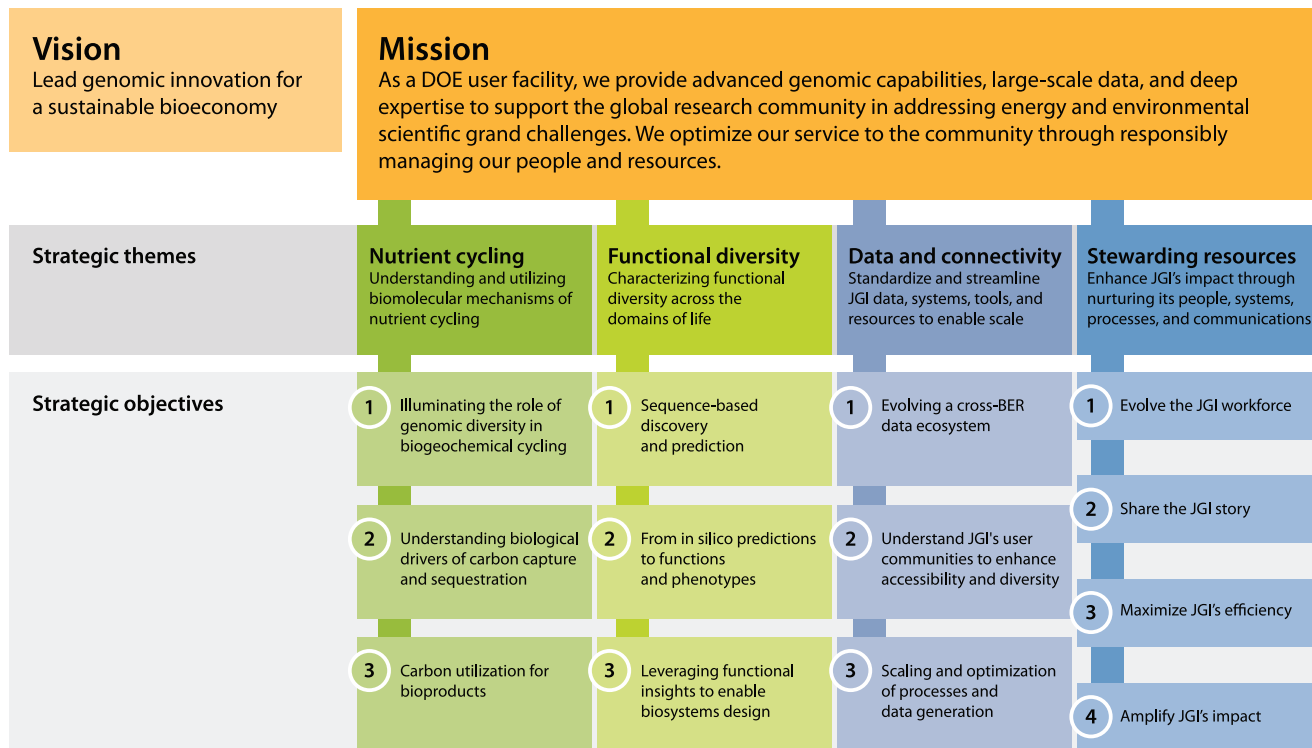 Vision
Lead genomic innovation for
a sustainable bioeconomy
Mission
As a DOE user facility, we provide advanced genomic capabilities, large-scale data, and deep
expertise to support the global research community in addressing energy and environmental
scientific grand challenges. We optimize our service to the community through responsibly
managing our people and resources.
Strategic themes
Nutrient cycling
Understanding and utilizing
biomolecular mechanisms of
nutrient cycling
Functional diversity
Characterizing functional
diversity across the
domains of life
Data and connectivity
Standardize and streamline
JGI data, systems, tools, and
resources to enable scale
Stewarding resources
Enhance JGI's impact through
nurturing its people, systems,
processes, and communications
Strategic objectives
1 Illuminating the role of
genomic diversity in
biogeochemical cycling
2 Understanding biological
drivers of carbon capture
and sequestration
3 Carbon utilization for
bioproducts
1 Sequence-based
discovery
and prediction
2 From in silico predictions
to functions
and phenotypes
3 Leveraging functional
insights to enable
biosystems design
1 Evolving a cross-BER
data ecosystem
2 Understand JGI's user
communities to enhance
accessibility and diversity
3 Scaling and optimization
of processes and
data generation
1 Evolve the JGI workforce
2 Share the JGI story
3 Maximize JGI's efficiency
4 Amplify JGI's impact